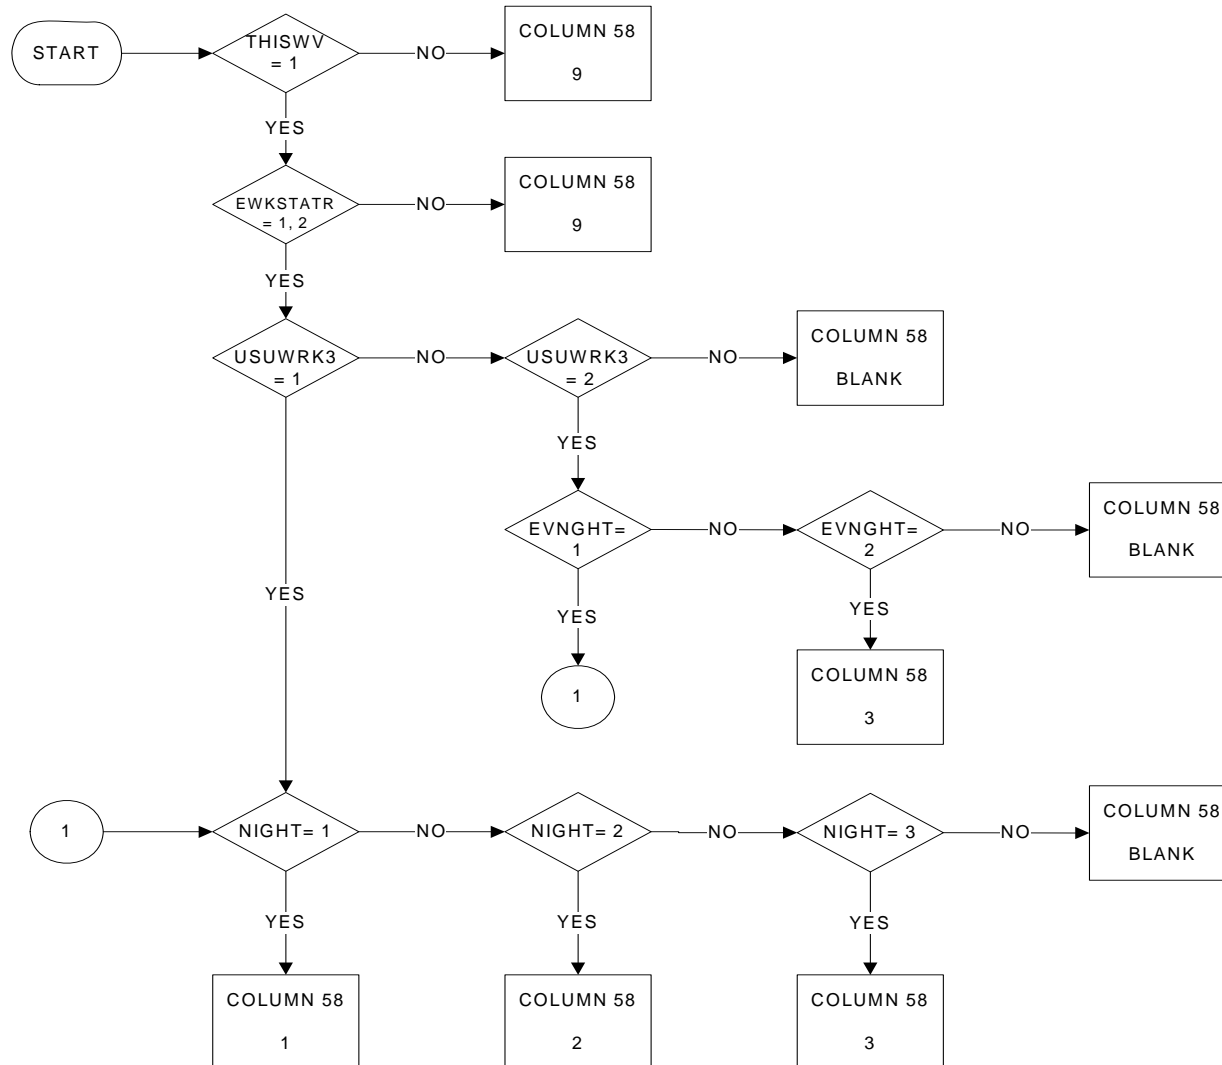 START
THISWV
= 1
NO
COLUMN 58
9
YES
EWKSTATR
= 1, 2
NO
COLUMN 58
9
YES
USUWRK3
= 1
NO
USUWRK3
= 2
NO
COLUMN 58
BLANK
YES
EVNGHT=
1
NO
EVNGHT=
2
NO
COLUMN 58
BLANK
YES
YES
YES
COLUMN 58
3
1
1
NIGHT= 1
NO
NIGHT= 2
NO
NIGHT= 3
NO
COLUMN 58
BLANK
YES
YES
YES
COLUMN 58
1
COLUMN 58
2
COLUMN 58
3